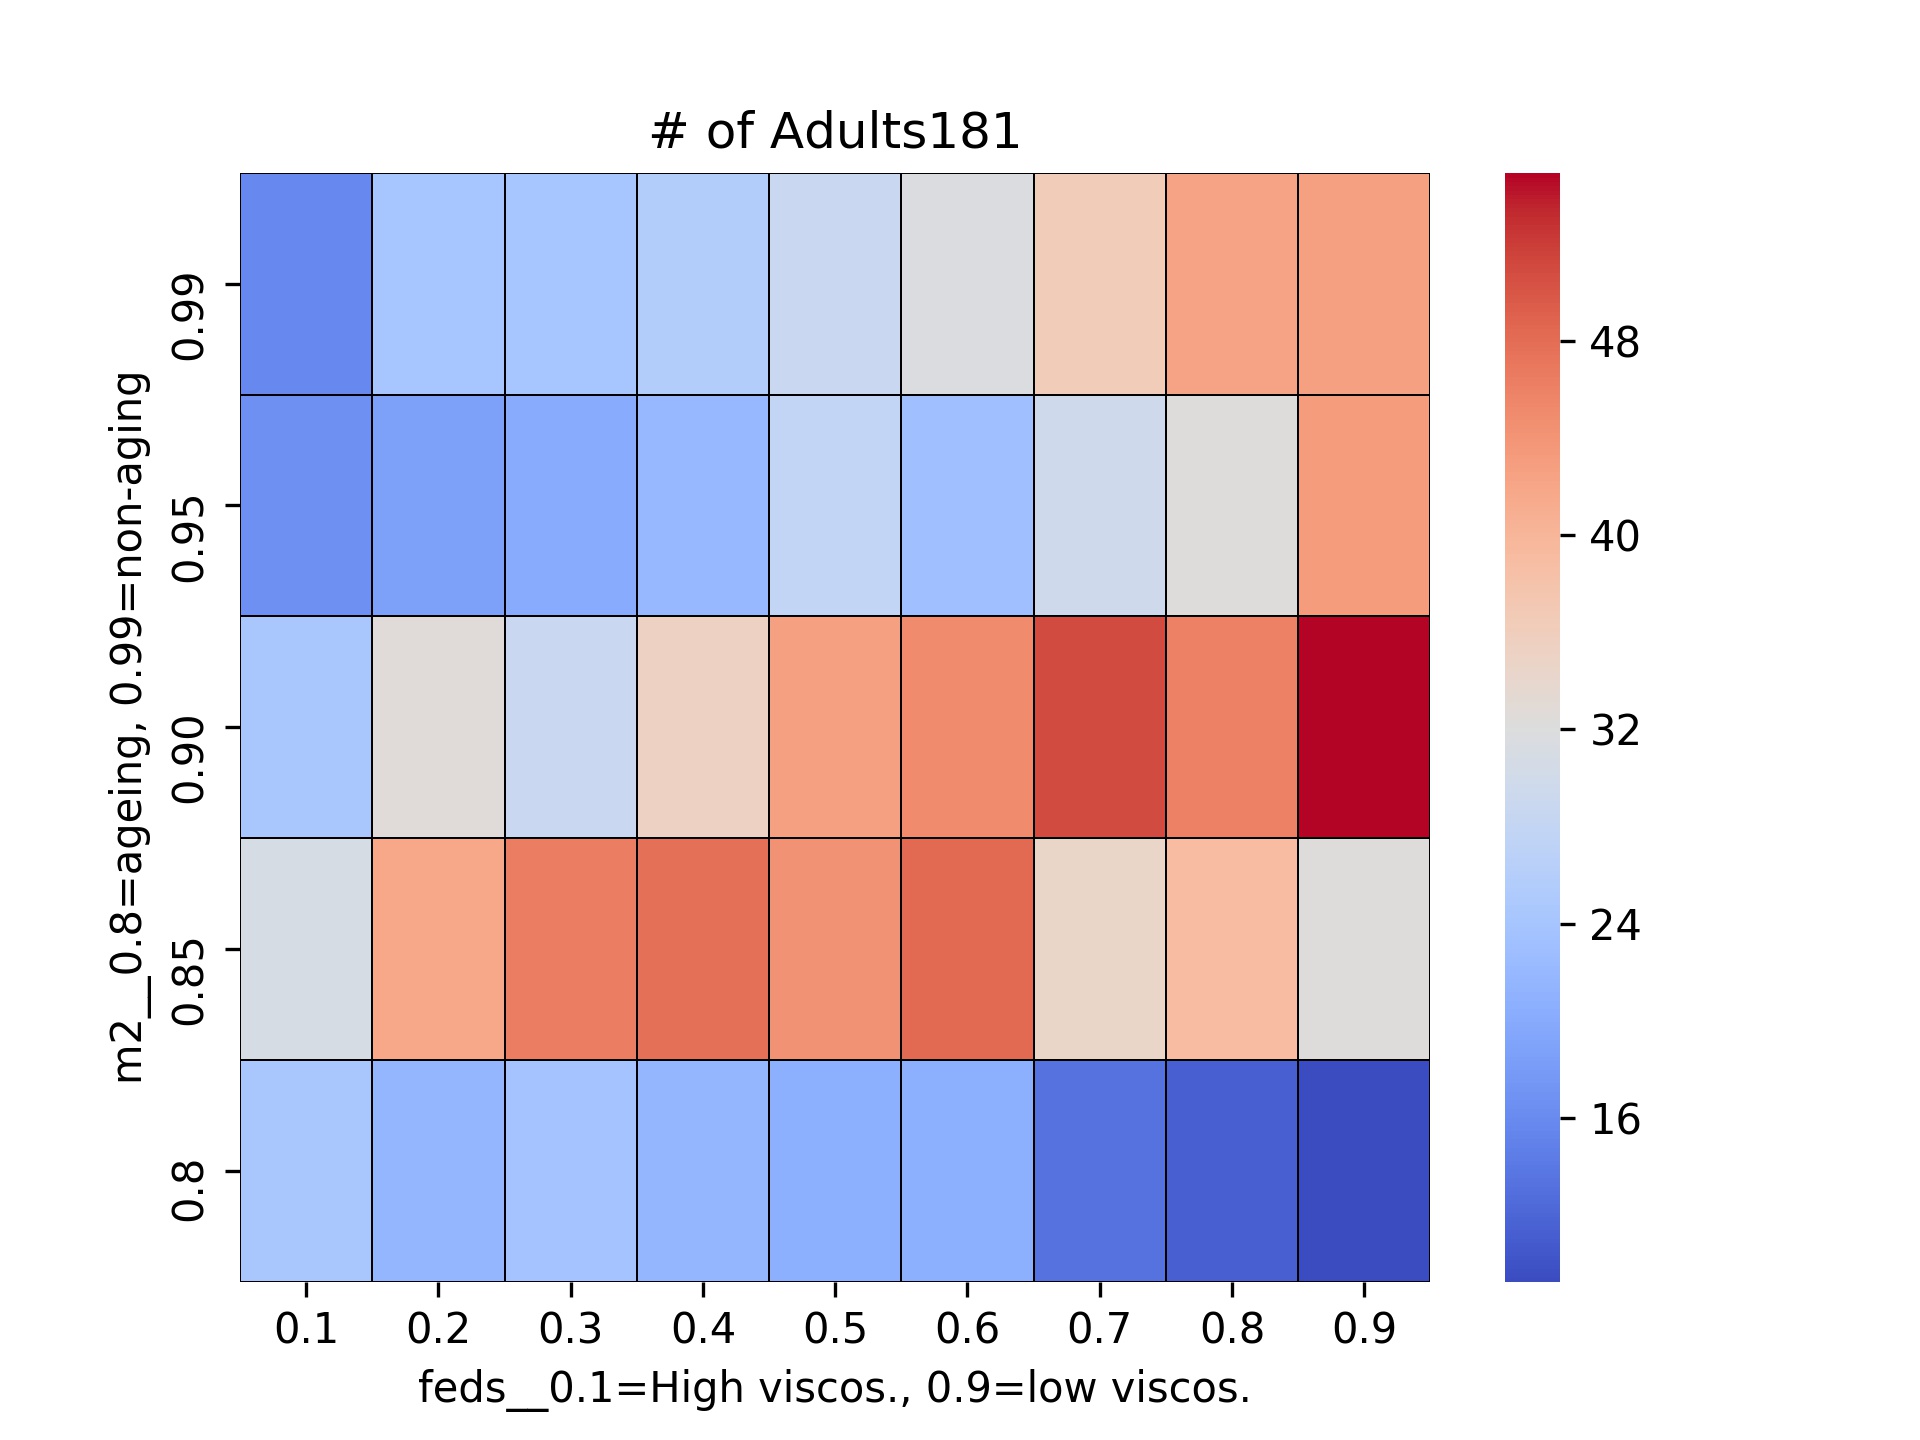 # of Adults181
m2__0.8=ageing, 0.99=non-aging
0.99
0.95
0.90
0.85
0.8
0.1 0.2 0.3 0.4 0.5 0.6 0.7 0.8 0.9
feds__0.1=High viscos., 0.9=low viscos.
48
40
32
24
16